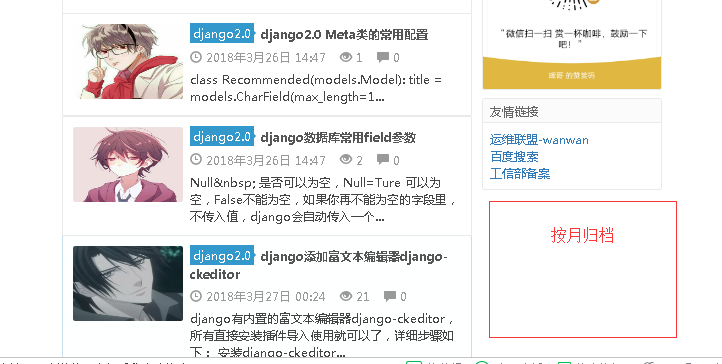 django2.0 django2.0 Meta类的常用配置
2018年3月26日 14:47 1 0
class Recommended(models.Model): title =
models.CharField(max_length=1...
django2.0 django数据库常用field参数
2018年3月26日 14:47 2 0
Null&nbsp; 是否可以为空，Null=Ture 可以为
空，False不能为空，如果你再不能为空的字段里，
不传入值，django会自动传入一个...
django2.0 django添加富文本编辑器django-
ckeditor
2018年3月27日 00:24 21 0
django有内置的富文本编辑器django-ckeditor，
所有直接安装插件导入使用就可以了，详细步骤如
下： 安装django-ckeditor...
“微信扫一扫 赏一杯咖啡、鼓励一下
吧！”
的赞赏码
友情链接
运维联盟-wanwan
百度搜索
工信部备案
按月归档